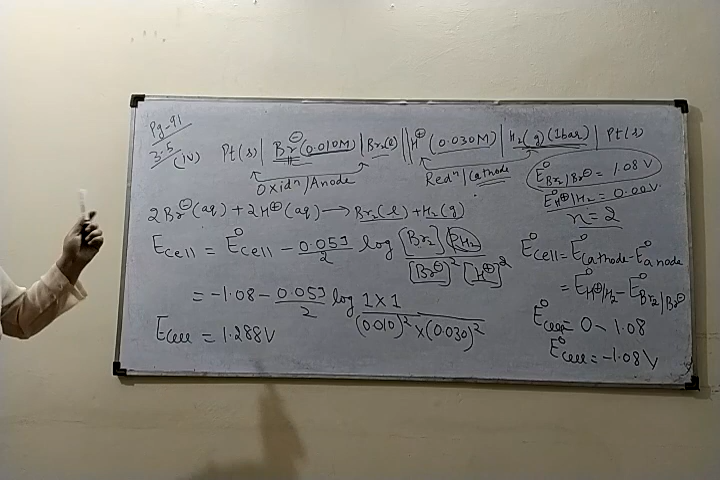 Pg-91
3.5 (iv)
Pt(s) | Br⊖(0.010M) | Br₂(l) || H⊕(0.030M) | H₂(g)(1bar) | Pt(s)
Oxidⁿ/Anode
Redⁿ/Cathode
E°Br₂|Br⊖ = 1.08 V
E°H⊕|H₂ = 0.00V
n=2
2Br⊖(aq) + 2H⊕(aq) → Br₂(l) + H₂(g)
Ecell = E°cell - 0.059/2 log [Br₂] PH₂ / [Br⊖]² [H⊕]²
= -1.08 - 0.059/2 log 1×1 / (0.010)² × (0.030)²
Ecell = 1.288V
E°cell = E°cathode - E°anode
= E°H⊕|H₂ - E°Br₂|Br⊖
E°cell = 0 - 1.08
E°cell = -1.08V